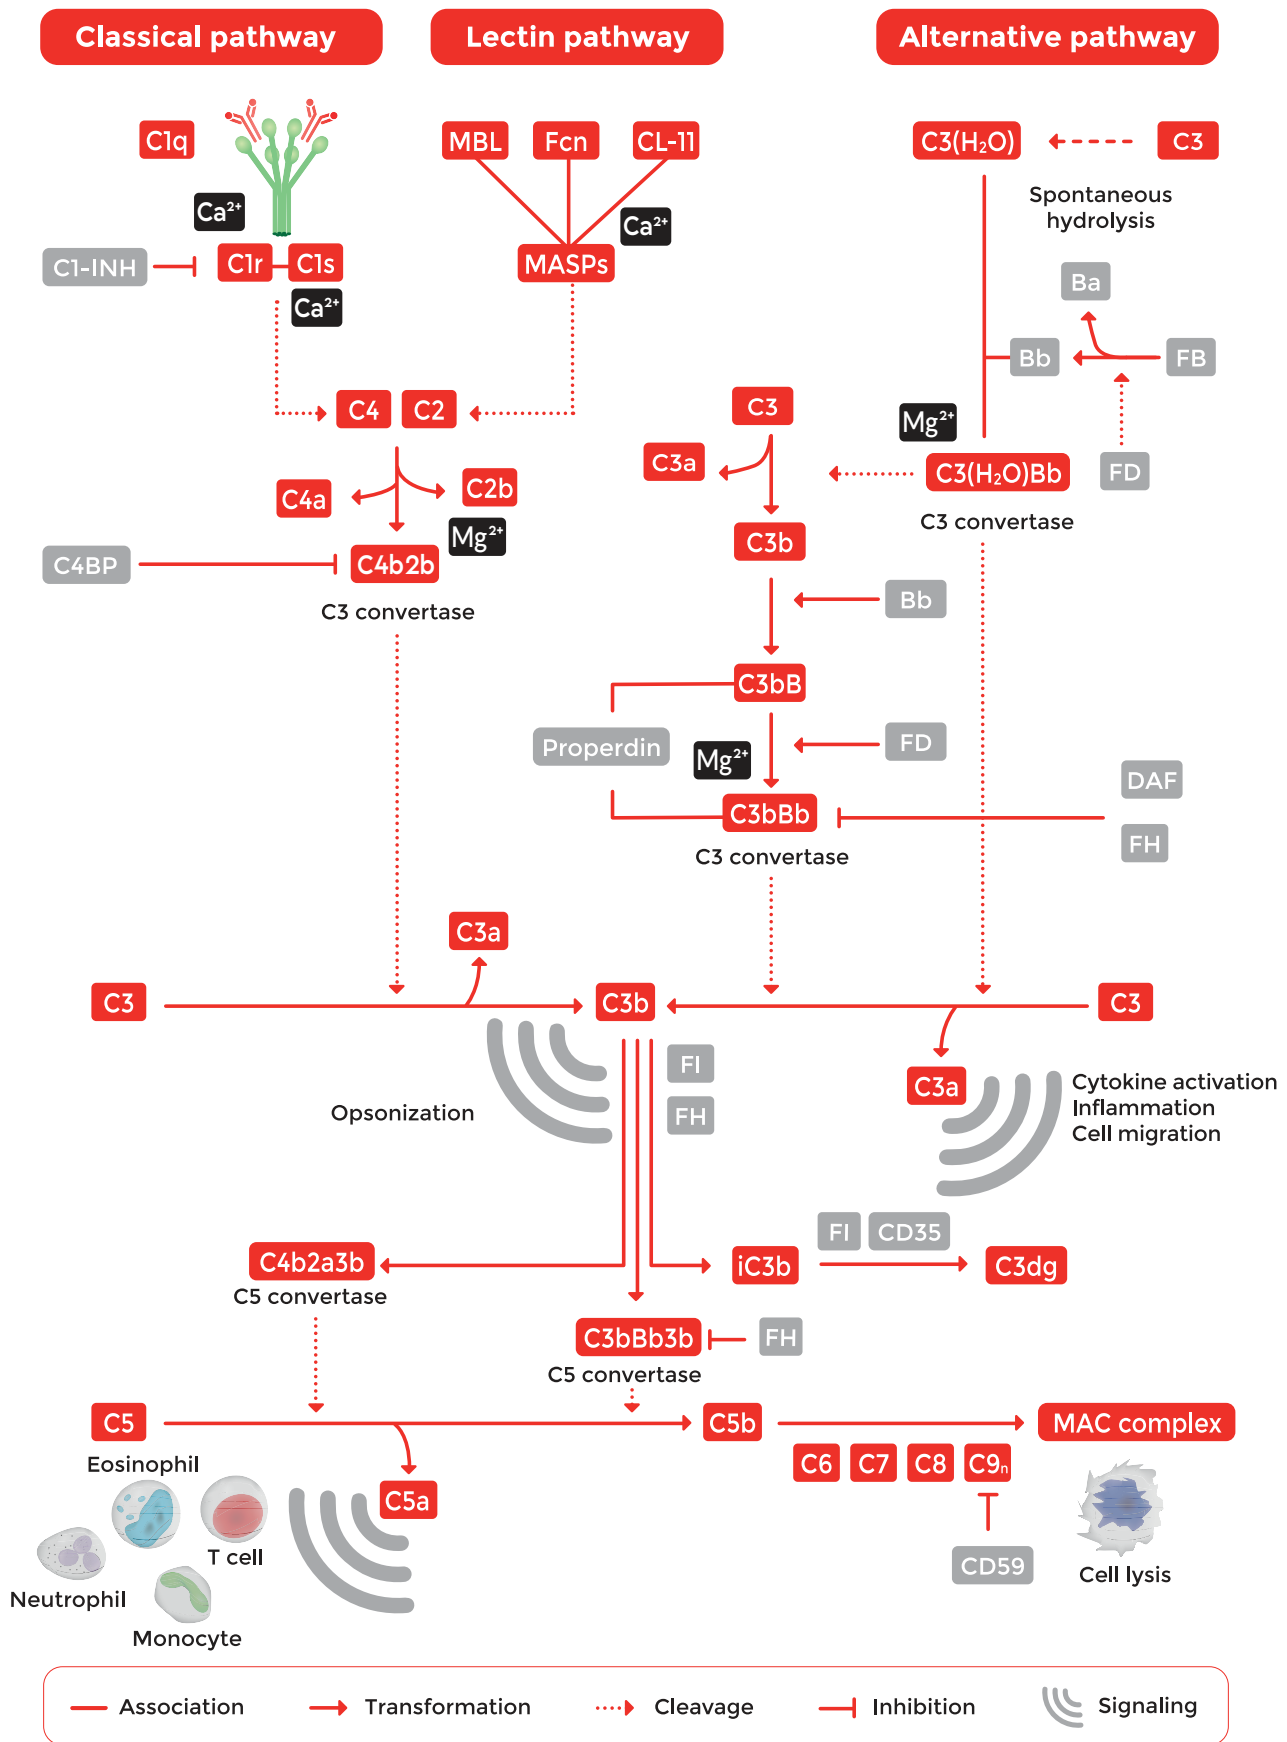 Classical pathway
Lectin pathway
Alternative pathway
C1q
MBL
Fcn
CL-11
C3(H₂O)
C3
Spontaneous
hydrolysis
Ca²⁺
Ca²⁺
C1-INH
C1r
C1s
MASPs
Ca²⁺
Ba
Bb
FB
C4
C2
C3
Mg²⁺
C3a
C3(H₂O)Bb
FD
C4a
C2b
C3 convertase
Mg²⁺
C3b
C4BP
C4b2b
C3 convertase
Bb
C3bB
Properdin
Mg²⁺
FD
DAF
C3bBb
FH
C3 convertase
C3a
C3
C3b
C3
FI
C3a
Cytokine activation
Inflammation
Cell migration
Opsonization
FH
FI
CD35
C4b2a3b
iC3b
C3dg
C5 convertase
C3bBb3b
FH
C5 convertase
C5
C5b
MAC complex
C6
C7
C8
C9ₙ
Eosinophil
C5a
T cell
CD59
Cell lysis
Neutrophil
Monocyte
Association
Transformation
Cleavage
Inhibition
Signaling